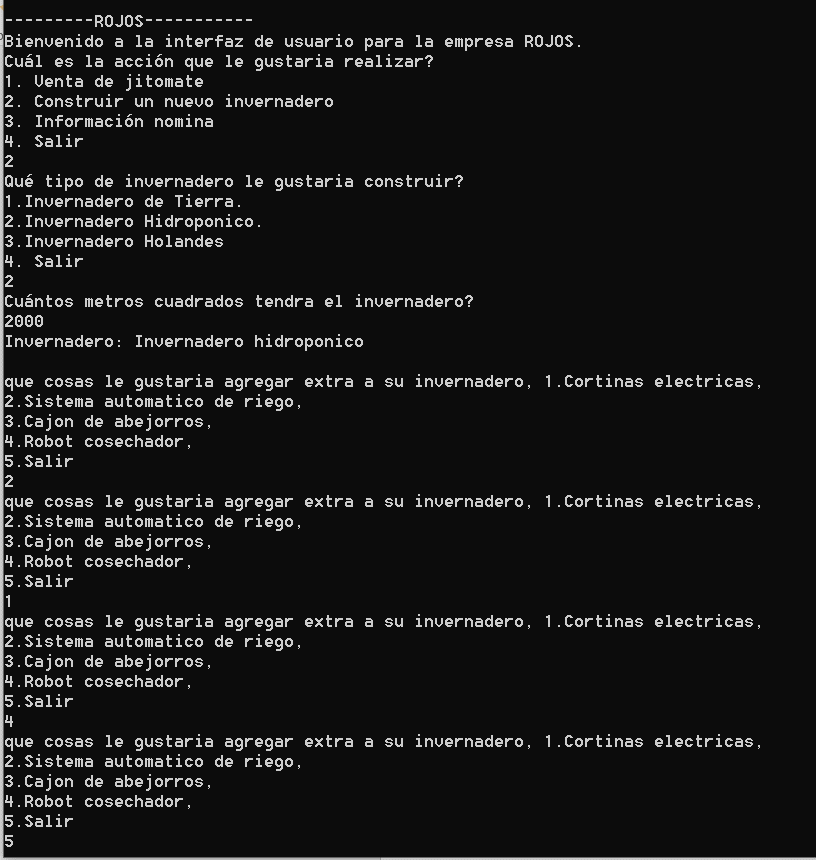 ---------ROJOS-----------
Bienvenido a la interfaz de usuario para la empresa ROJOS.
Cuál es la acción que le gustaria realizar?
1. Venta de jitomate
2. Construir un nuevo invernadero
3. Información nomina
4. Salir
2
Qué tipo de invernadero le gustaria construir?
1.Invernadero de Tierra.
2.Invernadero Hidroponico.
3.Invernadero Holandes
4. Salir
2
Cuántos metros cuadrados tendra el invernadero?
2000
Invernadero: Invernadero hidroponico
que cosas le gustaria agregar extra a su invernadero, 1.Cortinas electricas,
2.Sistema automatico de riego,
3.Cajon de abejorros,
4.Robot cosechador,
5.Salir
2
que cosas le gustaria agregar extra a su invernadero, 1.Cortinas electricas,
2.Sistema automatico de riego,
3.Cajon de abejorros,
4.Robot cosechador,
5.Salir
1
que cosas le gustaria agregar extra a su invernadero, 1.Cortinas electricas,
2.Sistema automatico de riego,
3.Cajon de abejorros,
4.Robot cosechador,
5.Salir
4
que cosas le gustaria agregar extra a su invernadero, 1.Cortinas electricas,
2.Sistema automatico de riego,
3.Cajon de abejorros,
4.Robot cosechador,
5.Salir
5